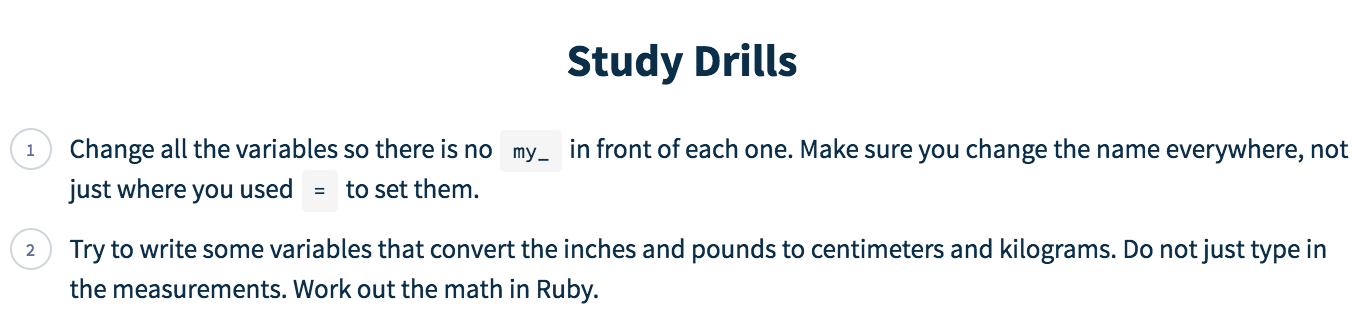 Study Drills
1 Change all the variables so there is no my_ in front of each one. Make sure you change the name everywhere, not
just where you used = to set them.
2 Try to write some variables that convert the inches and pounds to centimeters and kilograms. Do not just type in
the measurements. Work out the math in Ruby.